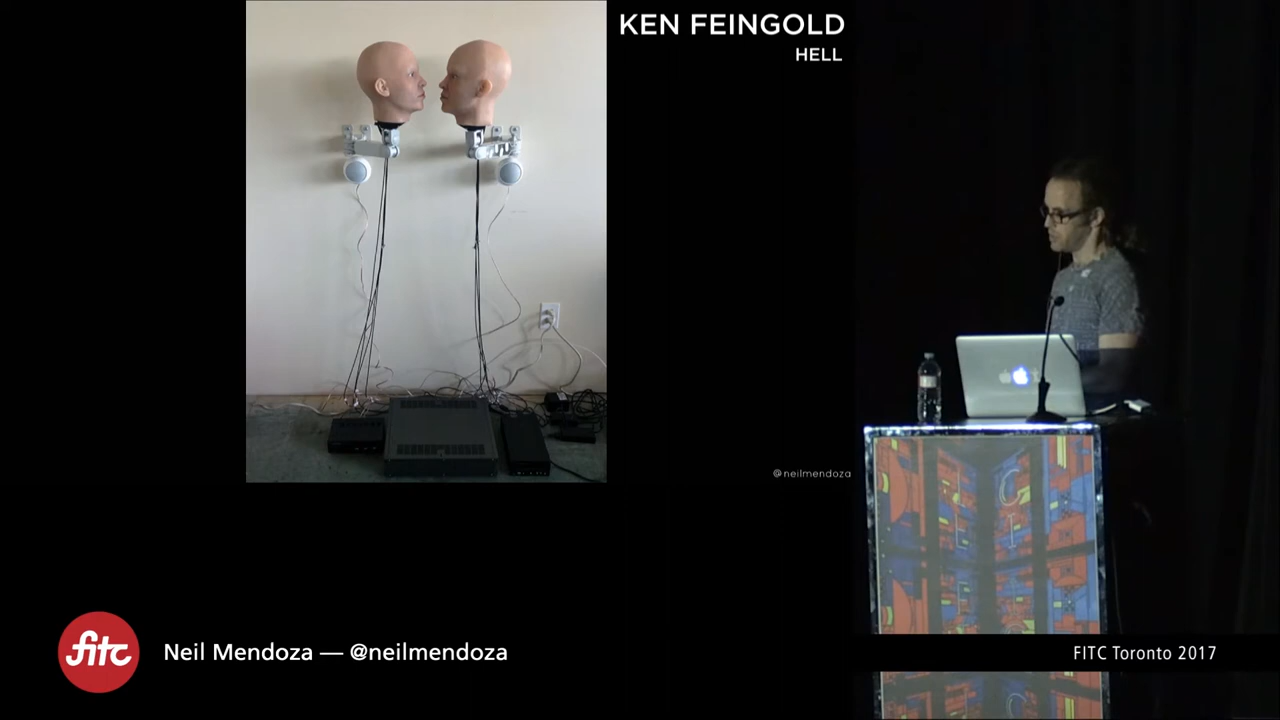 KEN FEINGOLD
HELL
@neilmendoza
fitc
Neil Mendoza — @neilmendoza
FITC Toronto 2017